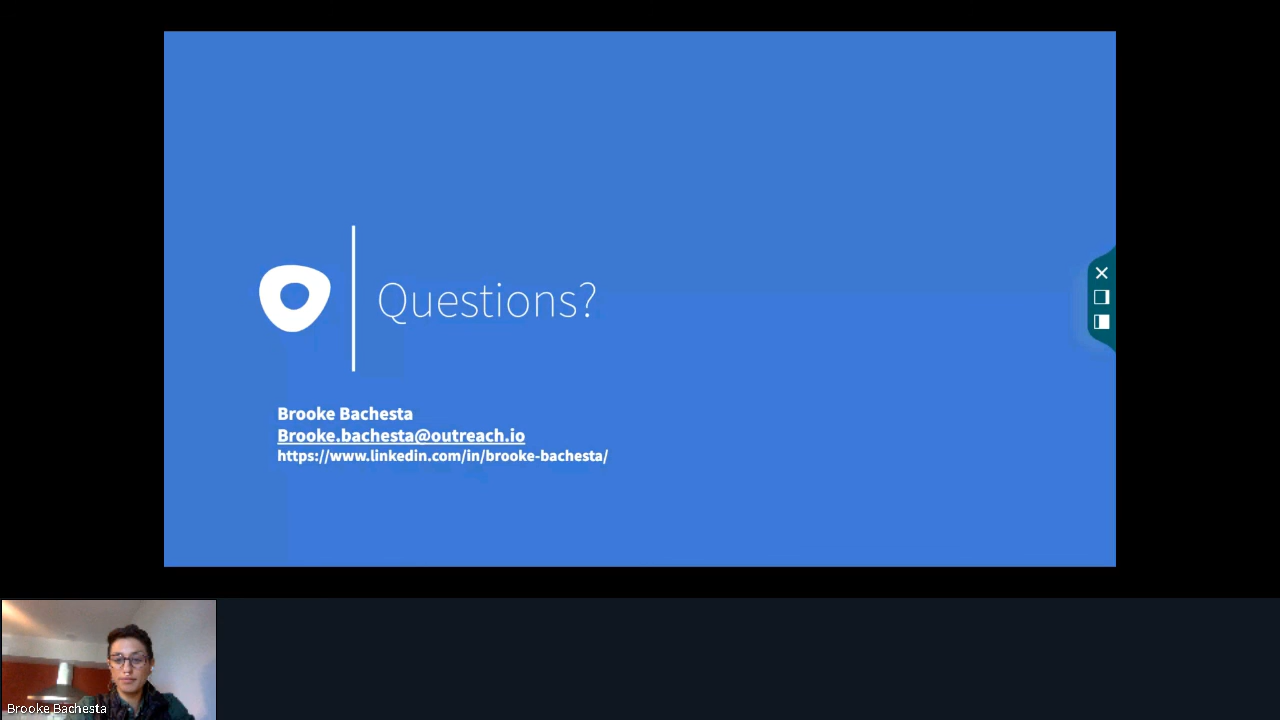 Questions?
Brooke Bachesta
Brooke.bachesta@outreach.io
https://www.linkedin.com/in/brooke-bachesta/
Brooke Bachesta